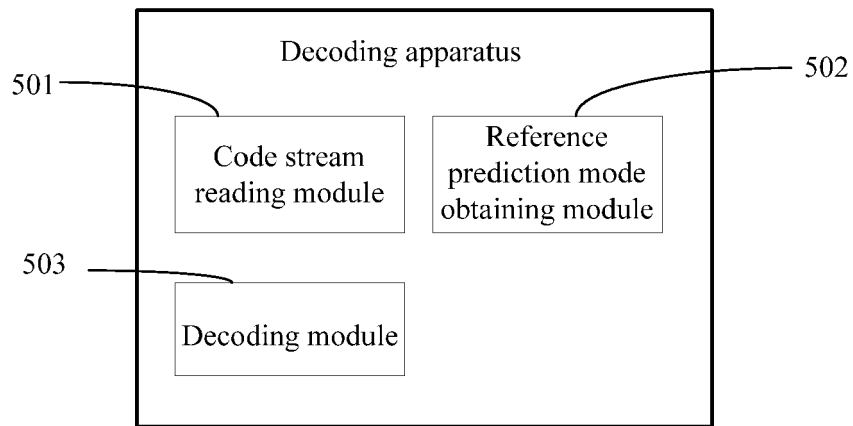 Decoding apparatus
501
502
Code stream
reading module
Reference
prediction mode
obtaining module
503
Decoding module